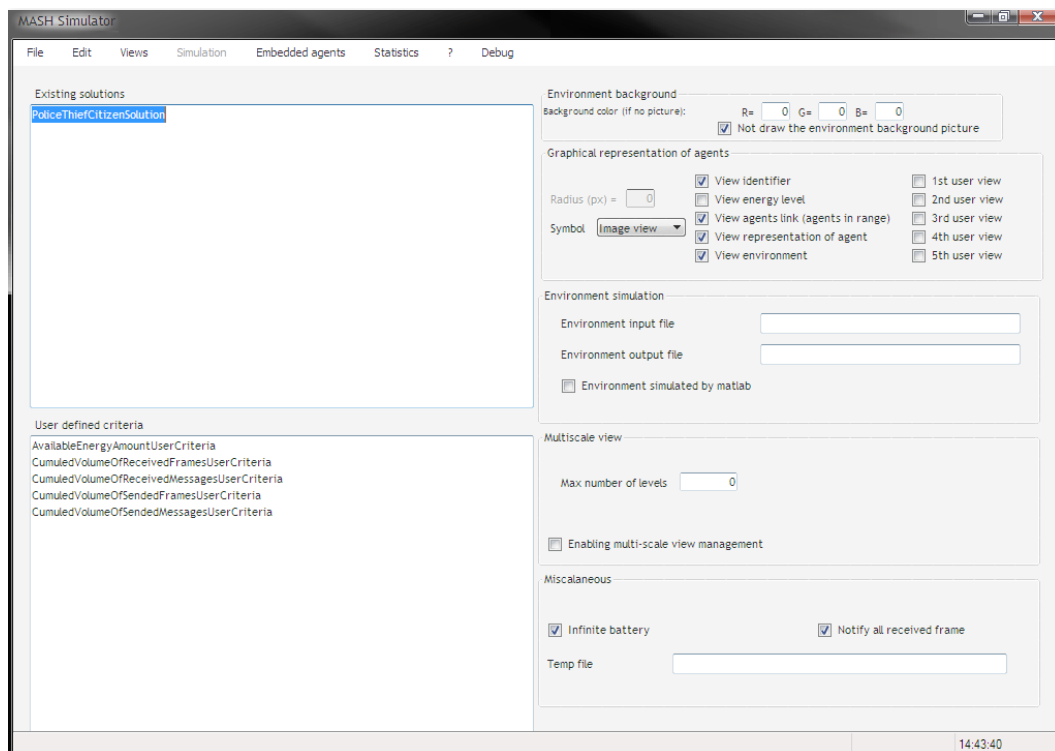 MASH Simulator
File Edit Views Simulation Embedded agents Statistics ? Debug
Existing solutions
PoliceThiefCitizenSolution
User defined criteria
AvailableEnergyAmountUserCriteria
CumuledVolumeOfReceivedFramesUserCriteria
CumuledVolumeOfReceivedMessagesUserCriteria
CumuledVolumeOfSendedFramesUserCriteria
CumuledVolumeOfSendedMessagesUserCriteria
Environment background
Background color (if no picture): R= 0 G= 0 B= 0
Not draw the environment background picture
Graphical representation of agents
Radius (px) = 0
Symbol Image view
View identifier
View energy level
View agents link (agents in range)
View representation of agent
View environment
1st user view
2nd user view
3rd user view
4th user view
5th user view
Environment simulation
Environment input file
Environment output file
Environment simulated by matlab
Multiscale view
Max number of levels 0
Enabling multi-scale view management
Miscalaneous
Infinite battery Notify all received frame
Temp file
14:43:40